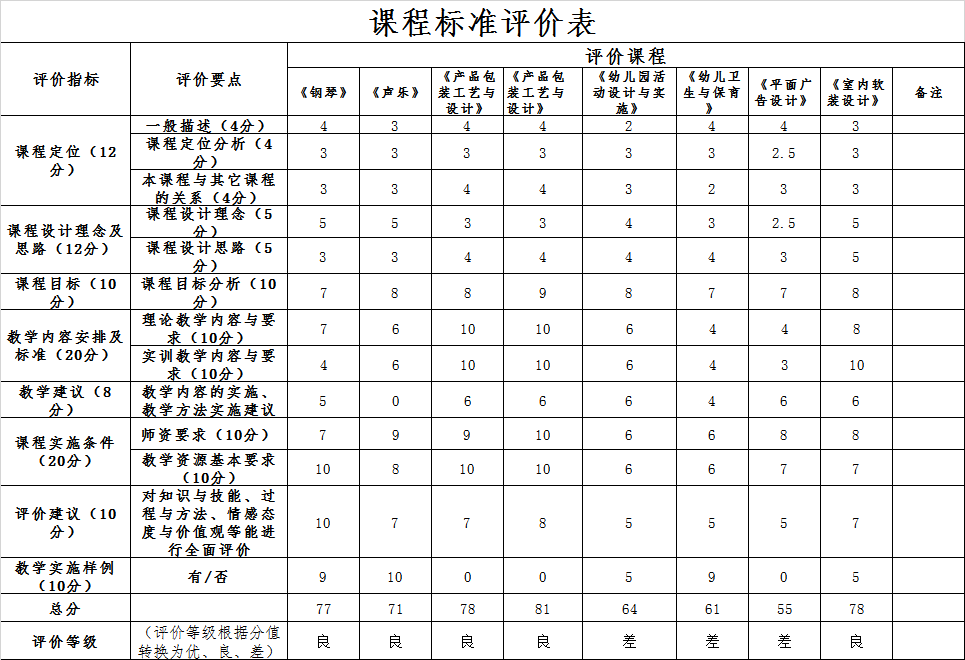 课程标准评价表
评价指标 评价要点 评价课程
《钢琴》 《声乐》 《产品包装工艺与设计》 《产品包装工艺与设计》 《幼儿园活动设计与实施》 《幼儿卫生与保育》 《平面广告设计》 《室内软装设计》 备注
课程定位（12分） 一般描述（4分） 4 3 4 4 2 4 4 3
课程定位分析（4分） 3 3 3 3 3 3 2.5 3
本课程与其它课程的关系（4分） 3 3 4 4 3 2 3 3
课程设计理念及思路（12分） 课程设计理念（5分） 5 5 3 3 4 3 2.5 5
课程设计思路（5分） 3 3 4 4 4 4 3 5
课程目标（10分） 课程目标分析（10分） 7 8 8 9 8 7 7 8
教学内容安排及标准（20分） 理论教学内容与要求（10分） 7 6 10 10 6 4 4 8
实训教学内容与要求（10分） 4 6 10 10 6 4 3 10
教学建议（8分） 教学内容的实施、教学方法实施建议 5 0 6 6 6 4 6 6
课程实施条件（20分） 师资要求（10分） 7 9 9 10 6 6 8 8
教学资源基本要求（10分） 10 8 10 10 6 6 7 7
评价建议（10分） 对知识与技能、过程与方法、情感态度与价值观等能进行全面评价 10 7 7 8 5 5 5 7
教学实施样例（10分） 有/否 9 10 0 0 5 9 0 5
总分 77 71 78 81 64 61 55 78
评价等级 （评价等级根据分值转换为优、良、差） 良 良 良 良 差 差 差 良